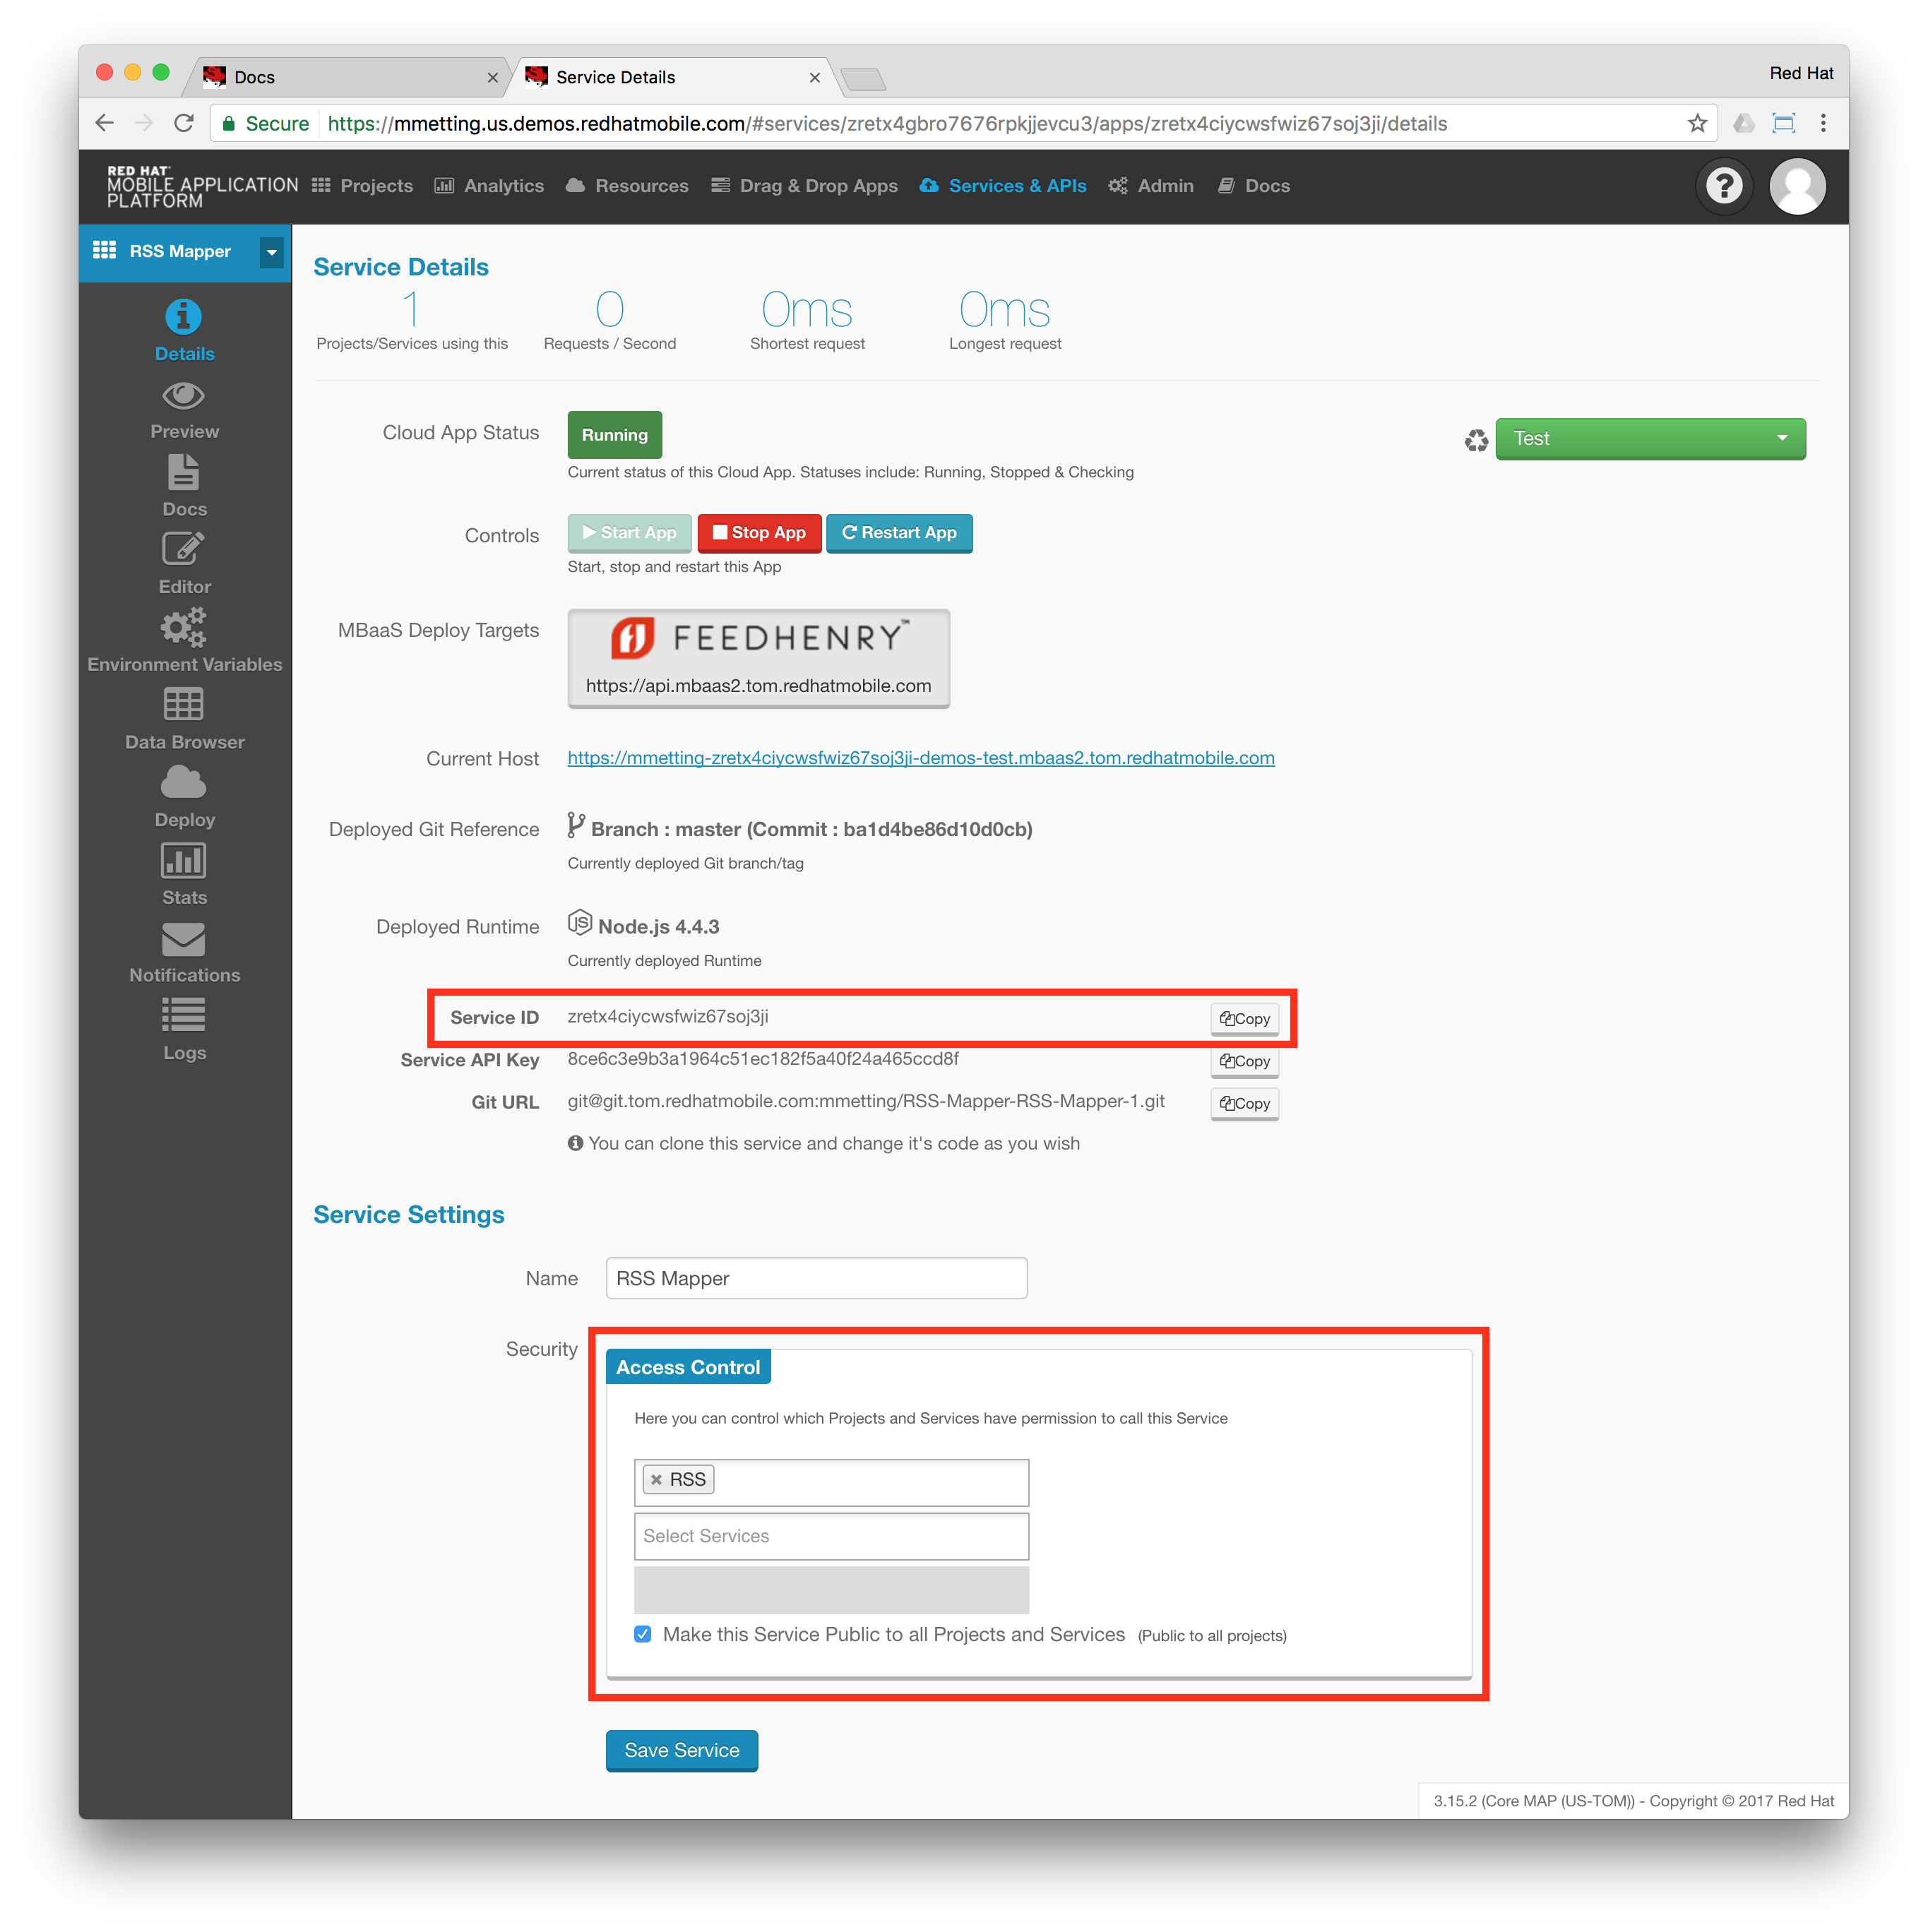 Docs
Service Details
Red Hat
Secure
https://mmetting.us.demos.redhatmobile.com/#services/zretx4gbro7676rpkjjevcu3/apps/zretx4ciycwsfwiz67soj3ji/details
RED HAT®
MOBILE APPLICATION
PLATFORM
Projects
Analytics
Resources
Drag & Drop Apps
Services & APIs
Admin
Docs
?
RSS Mapper
Details
Preview
Docs
Editor
Environment Variables
Data Browser
Deploy
Stats
Notifications
Logs
Service Details
1
Projects/Services using this
0
Requests / Second
0ms
Shortest request
0ms
Longest request
Cloud App Status
Running
Test
Current status of this Cloud App. Statuses include: Running, Stopped & Checking
Controls
Start App
Stop App
Restart App
Start, stop and restart this App
MBaaS Deploy Targets
FEEDHENRY™
https://api.mbaas2.tom.redhatmobile.com
Current Host
https://mmetting-zretx4ciycwsfwiz67soj3ji-demos-test.mbaas2.tom.redhatmobile.com
Deployed Git Reference
Branch : master (Commit : ba1d4be86d10d0cb)
Currently deployed Git branch/tag
Deployed Runtime
JS
Node.js 4.4.3
Currently deployed Runtime
Service ID
zretx4ciycwsfwiz67soj3ji
Copy
Service API Key
8ce6c3e9b3a1964c51ec182f5a40f24a465ccd8f
Copy
Git URL
git@git.tom.redhatmobile.com:mmetting/RSS-Mapper-RSS-Mapper-1.git
Copy
You can clone this service and change it's code as you wish
Service Settings
Name
RSS Mapper
Security
Access Control
Here you can control which Projects and Services have permission to call this Service
RSS
Select Services
Make this Service Public to all Projects and Services (Public to all projects)
Save Service
3.15.2 (Core MAP (US-TOM)) - Copyright © 2017 Red Hat